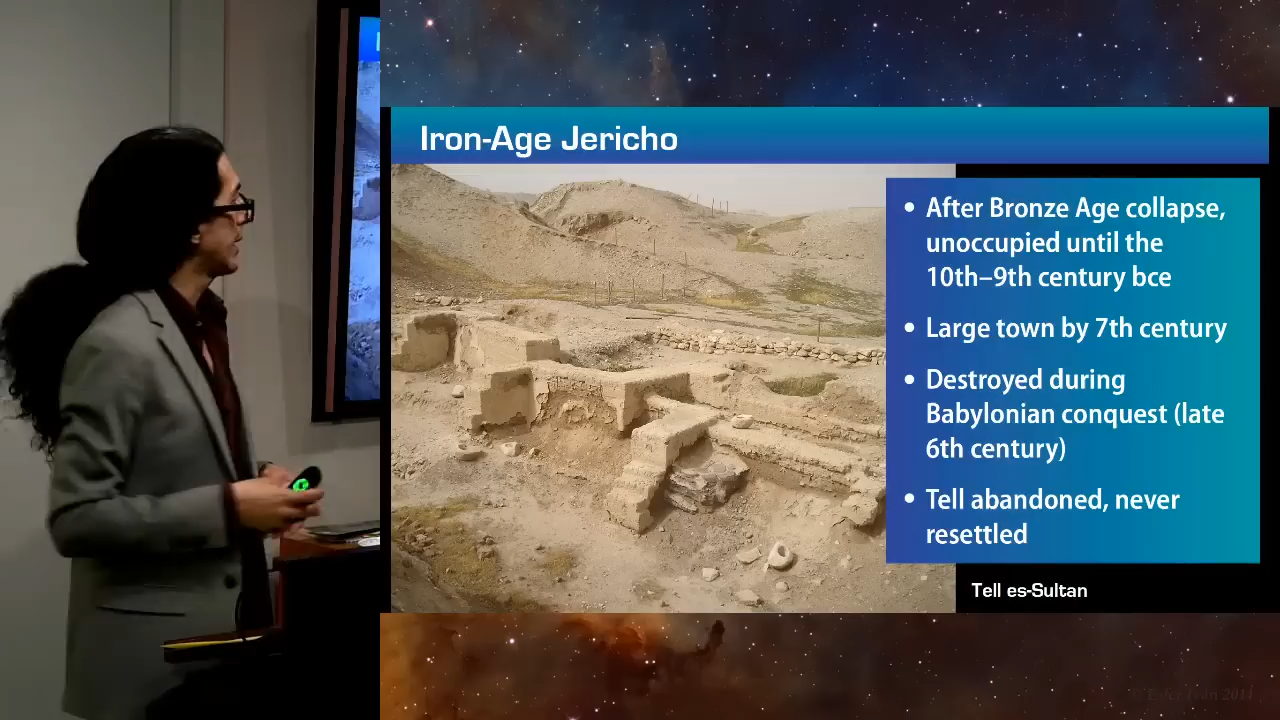 Iron-Age Jericho
• After Bronze Age collapse,
unoccupied until the
10th–9th century bce
• Large town by 7th century
• Destroyed during
Babylonian conquest (late
6th century)
• Tell abandoned, never
resettled
Tell es-Sultan